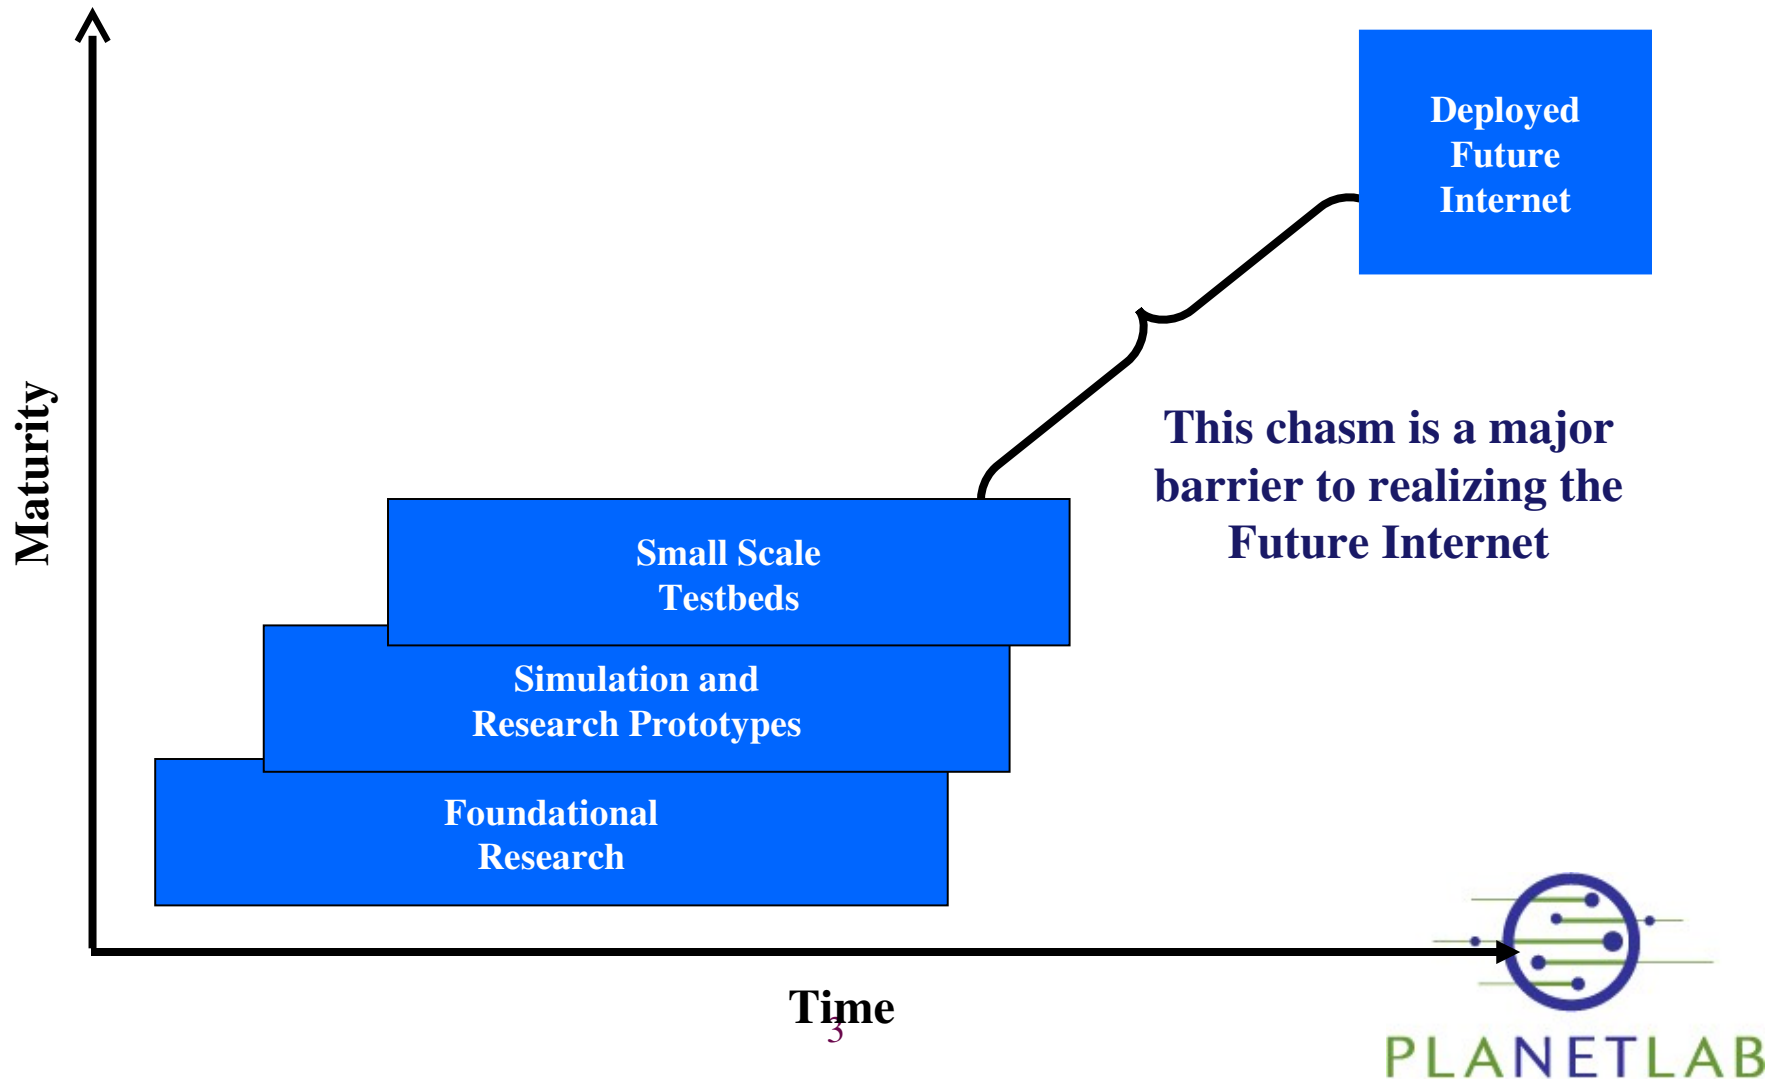 Deployed
Future
Internet
Maturity
This chasm is a major
barrier to realizing the
Future Internet
Small Scale
Testbeds
Simulation and
Research Prototypes
Foundational
Research
Time
3
PLANETLAB